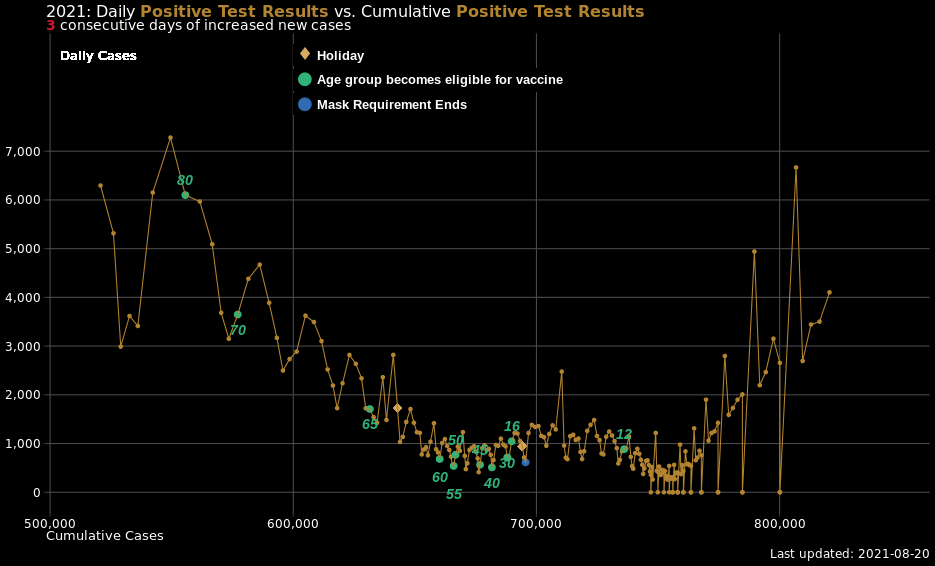 2021: Daily Positive Test Results vs. Cumulative Positive Test Results
3 consecutive days of increased new cases
Daily Cases
Holiday
Age group becomes eligible for vaccine
Mask Requirement Ends
7,000
80
6,000
5,000
4,000
70
3,000
2,000
65
16
12
1,000
50
45
30
60
40
55
0
500,000 600,000 700,000 800,000
Cumulative Cases
Last updated: 2021-08-20